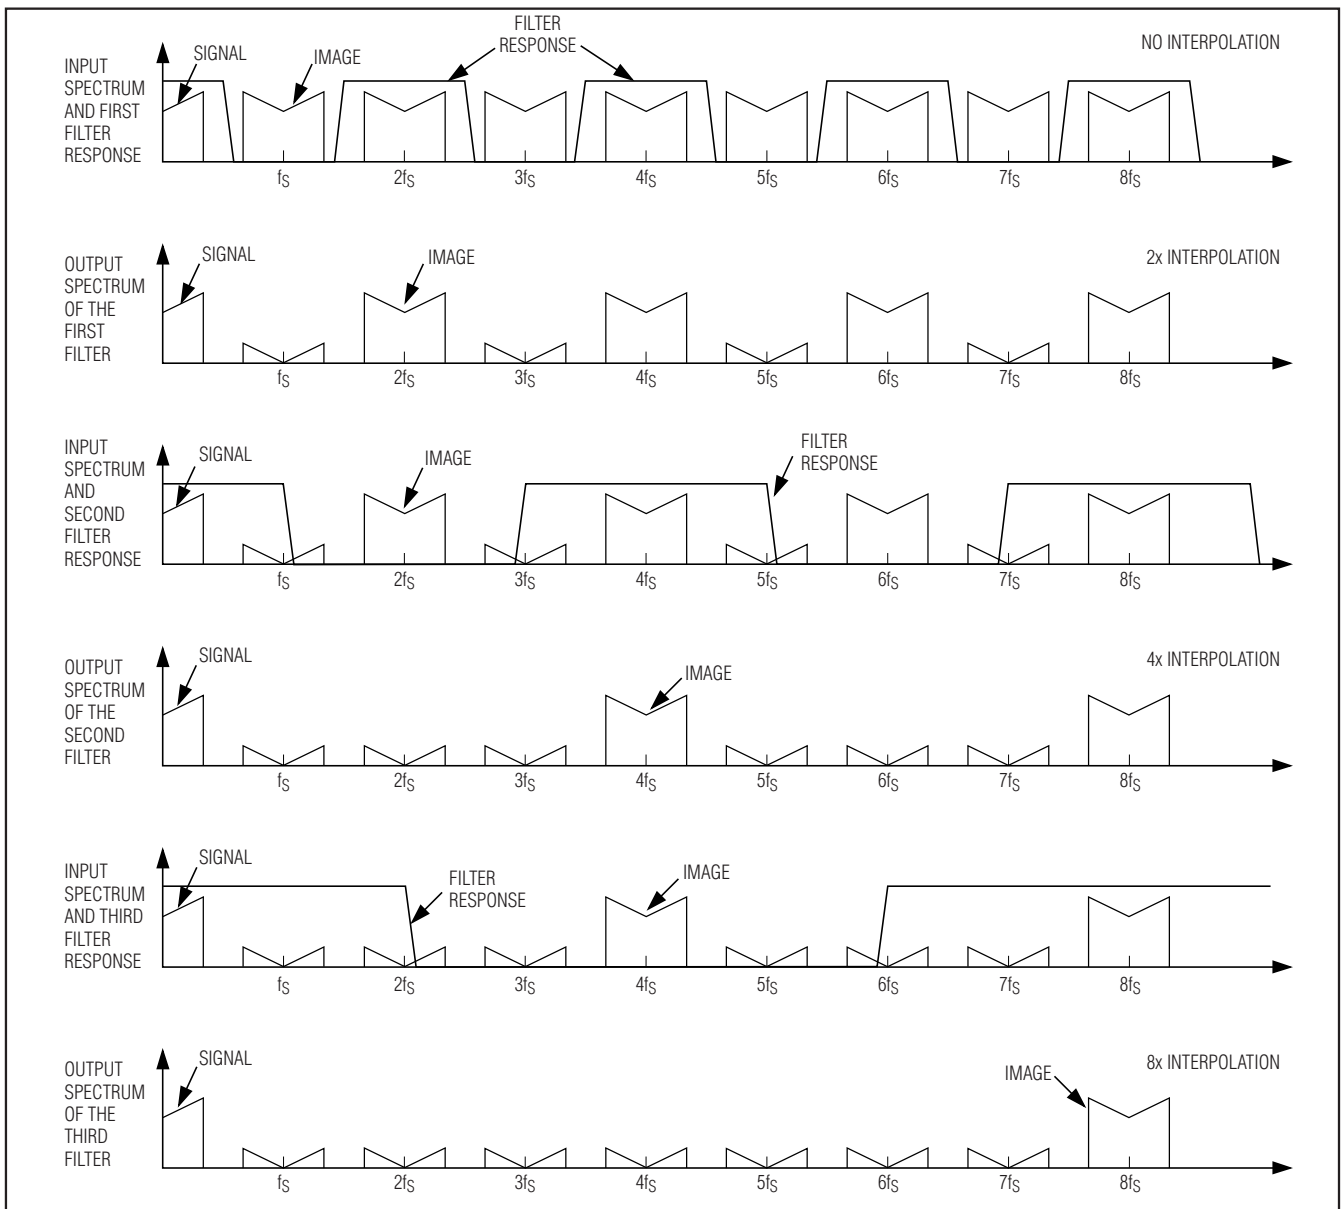 FILTER
RESPONSE
NO INTERPOLATION
SIGNAL
IMAGE
INPUT
SPECTRUM
AND FIRST
FILTER
RESPONSE
fS
2fS
3fS
4fS
5fS
6fS
7fS
8fS
SIGNAL
IMAGE
2x INTERPOLATION
OUTPUT
SPECTRUM
OF THE
FIRST
FILTER
fS
2fS
3fS
4fS
5fS
6fS
7fS
8fS
INPUT
SPECTRUM
AND
SECOND
FILTER
RESPONSE
SIGNAL
IMAGE
FILTER
RESPONSE
fS
2fS
3fS
4fS
5fS
6fS
7fS
8fS
SIGNAL
IMAGE
4x INTERPOLATION
OUTPUT
SPECTRUM
OF THE
SECOND
FILTER
fS
2fS
3fS
4fS
5fS
6fS
7fS
8fS
SIGNAL
FILTER
RESPONSE
IMAGE
INPUT
SPECTRUM
AND THIRD
FILTER
RESPONSE
fS
2fS
3fS
4fS
5fS
6fS
7fS
8fS
SIGNAL
IMAGE
8x INTERPOLATION
OUTPUT
SPECTRUM
OF THE
THIRD
FILTER
fS
2fS
3fS
4fS
5fS
6fS
7fS
8fS